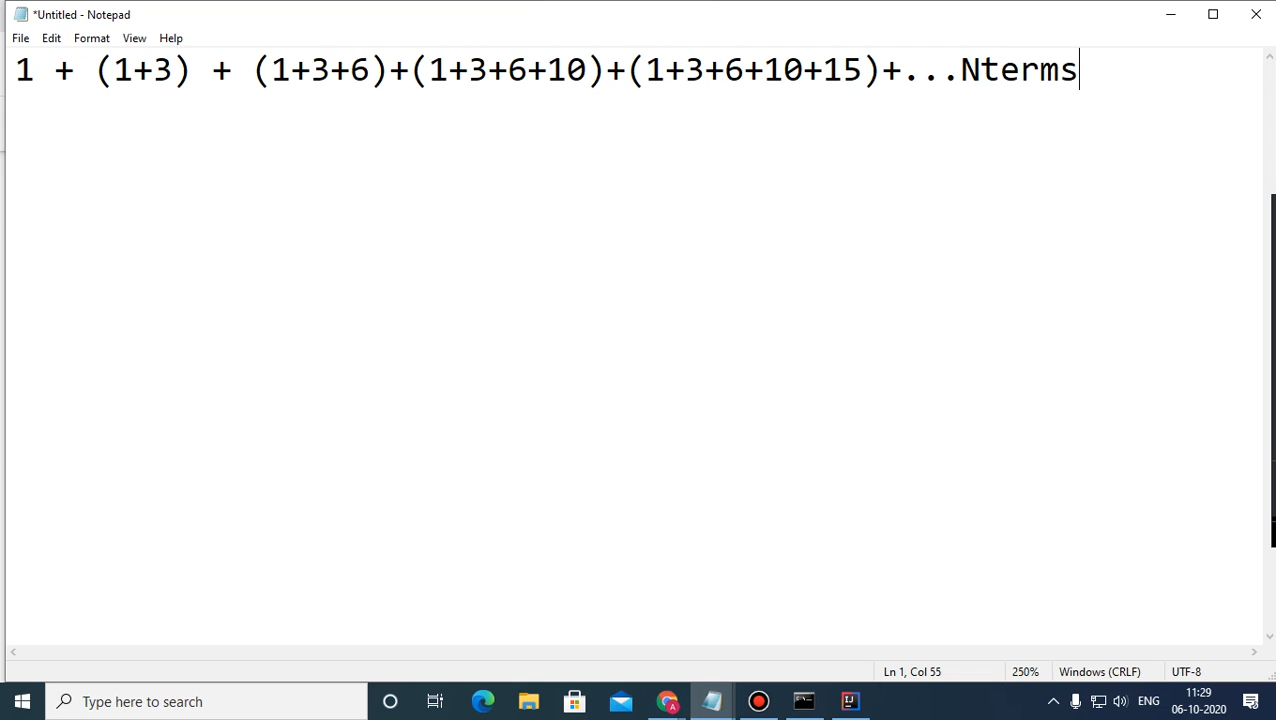 *Untitled - Notepad
File Edit Format View Help
1 + (1+3) + (1+3+6)+(1+3+6+10)+(1+3+6+10+15)+...Nterms
Ln 1, Col 55 250% Windows (CRLF) UTF-8
Type here to search
A
ENG
11:29
06-10-2020